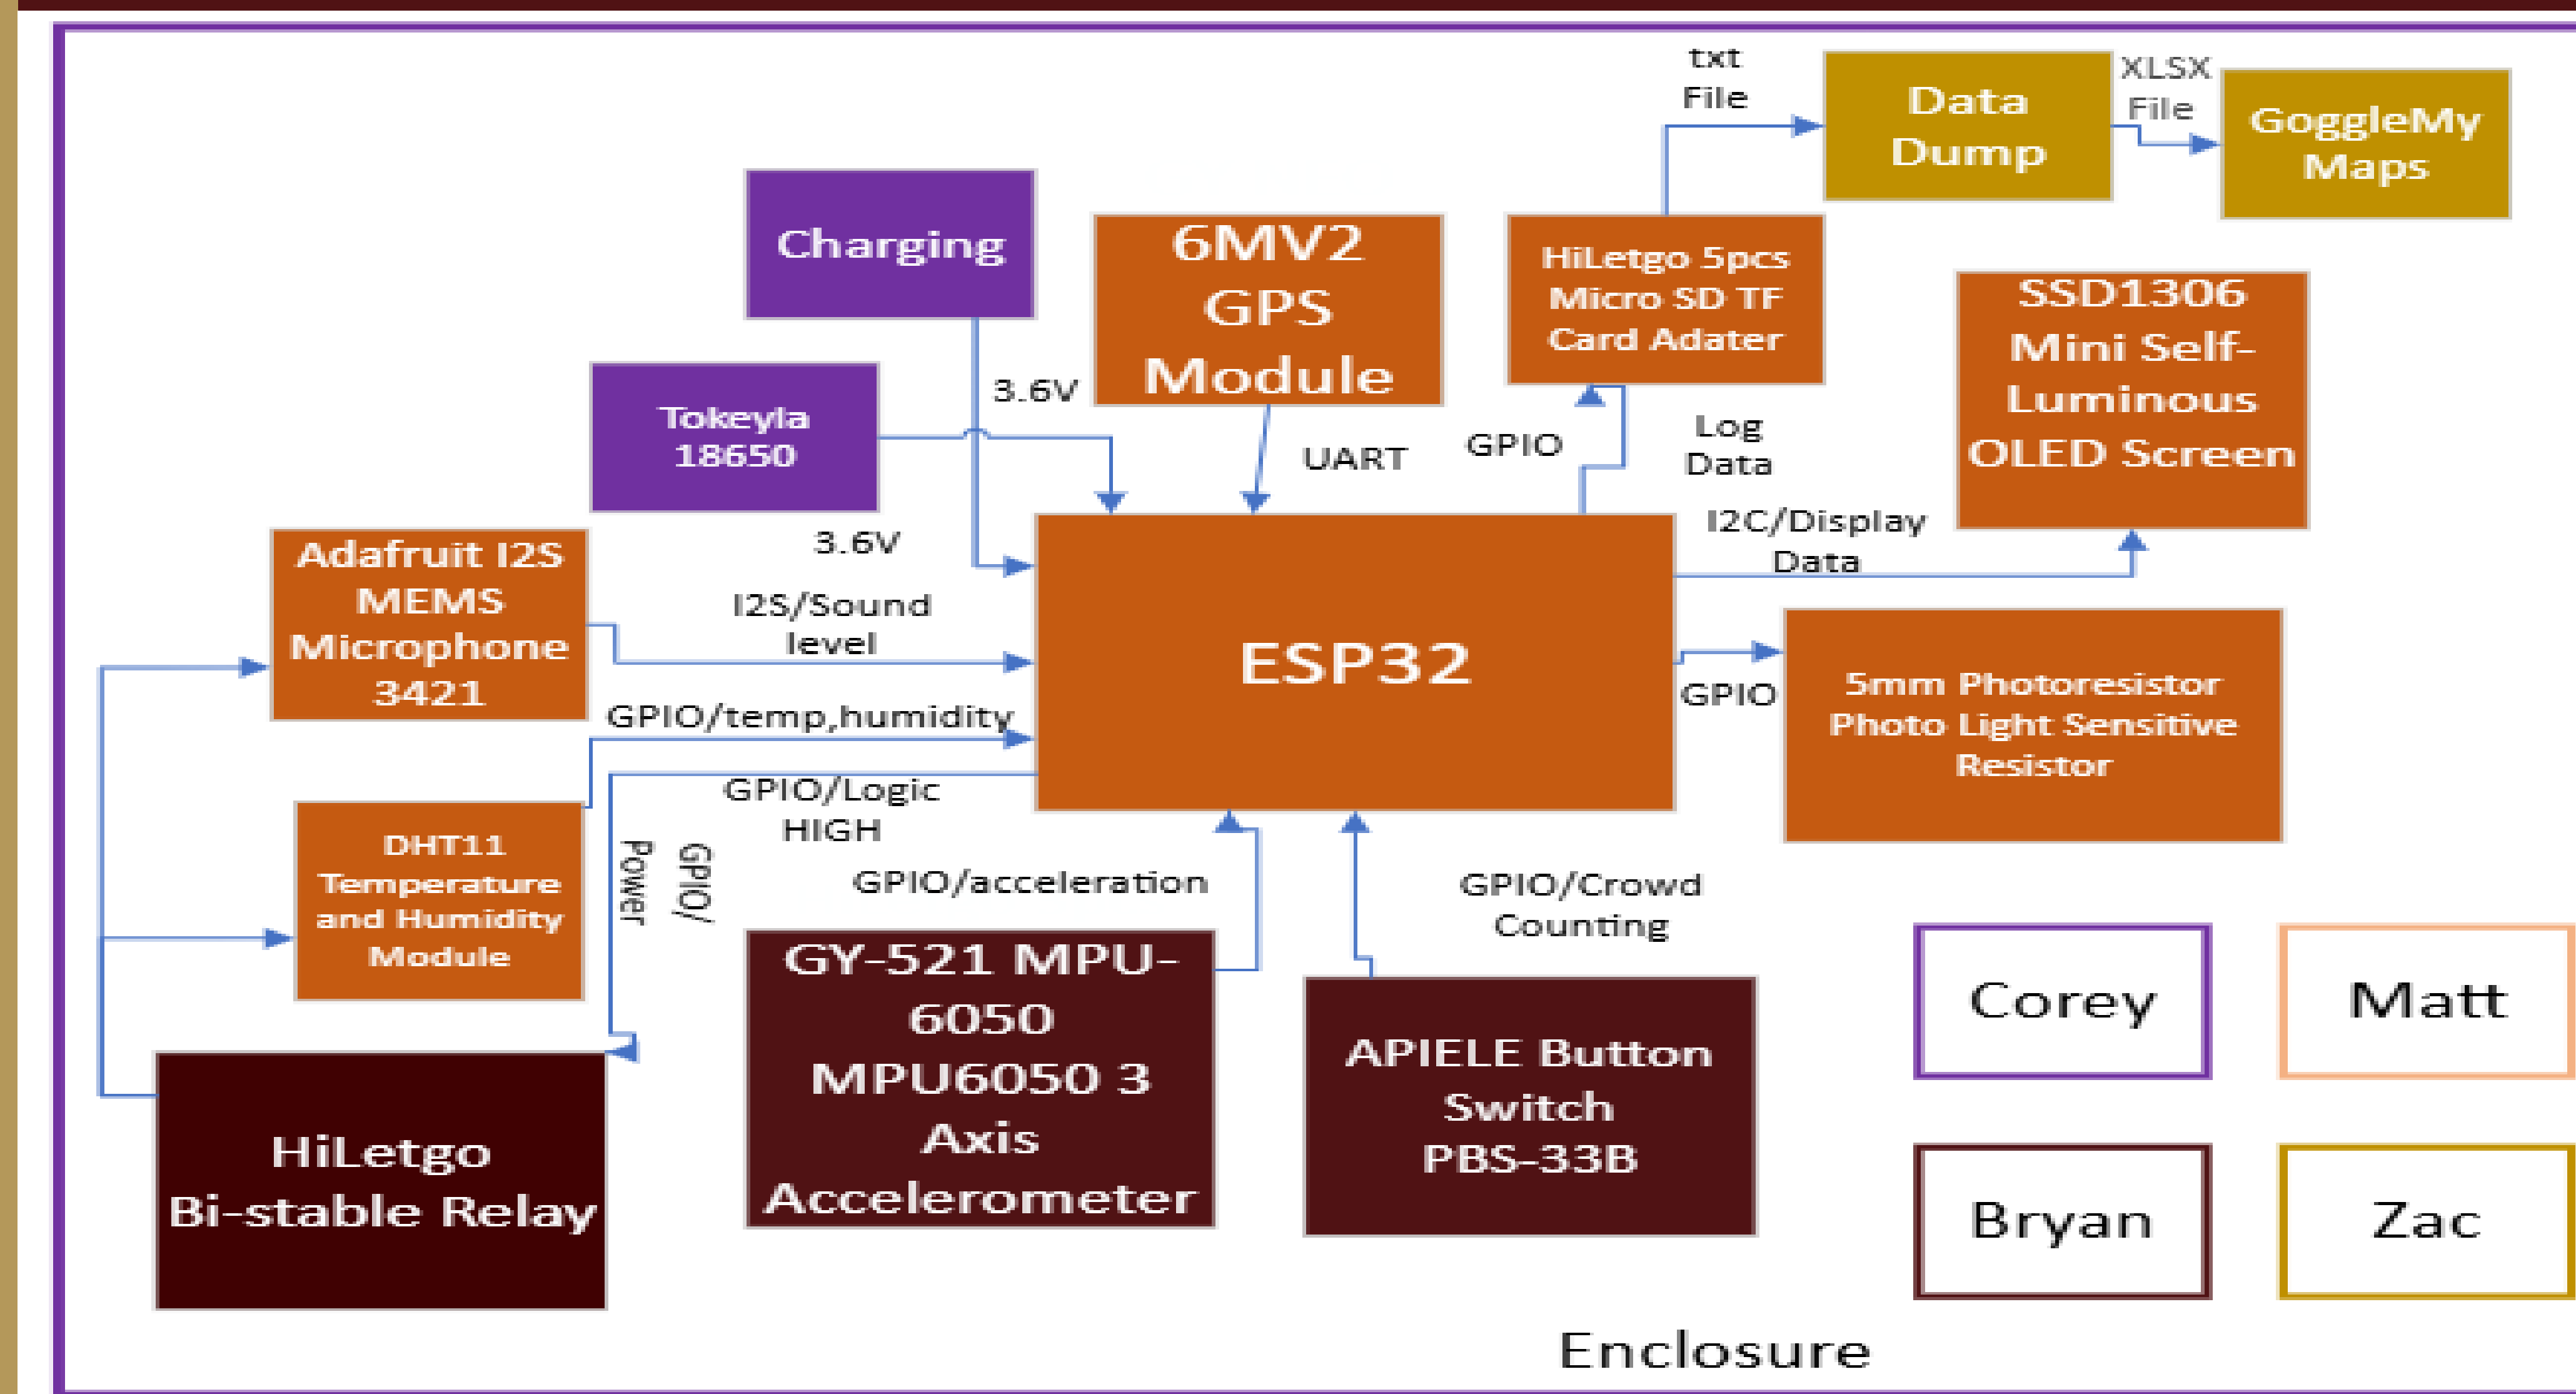 txt
File
Data
Dump
XLSX
File
GoggleMy
Maps
Charging
6MV2
GPS
Module
HiLetgo 5pcs
Micro SD TF
Card Adater
SSD1306
Mini Self-
Luminous
OLED Screen
Tokeyla
18650
3.6V
UART
GPIO
Log
Data
3.6V
I2C/Display
Data
Adafruit I2S
MEMS
Microphone
3421
I2S/Sound
level
ESP32
GPIO
5mm Photoresistor
Photo Light Sensitive
Resistor
GPIO/temp,humidity
GPIO/Logic
HIGH
DHT11
Temperature
and Humidity
Module
GPIO/
Power
GPIO/acceleration
GPIO/Crowd
Counting
GY-521 MPU-
6050
MPU6050 3
Axis
Accelerometer
APIELE Button
Switch
PBS-33B
HiLetgo
Bi-stable Relay
Corey
Matt
Bryan
Zac
Enclosure